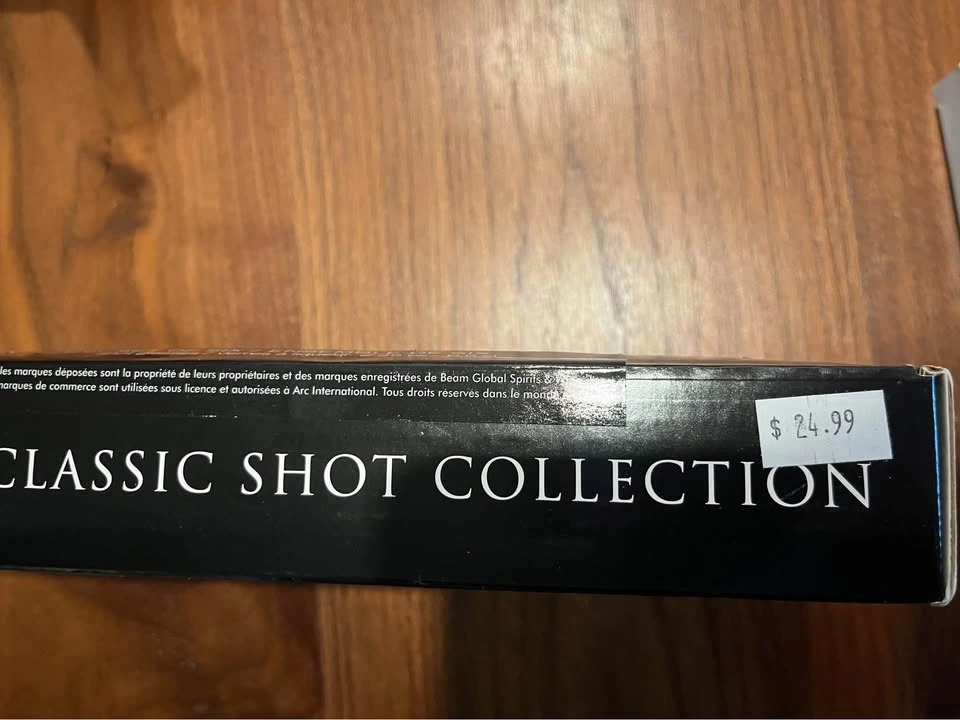 les marques déposées sont la propriété de leurs propriétaires et des marques enregistrées de Beam Global Spirits &
marques de commerce sont utilisées sous licence et autorisées à Arc International. Tous droits réservés dans le monde
$ 24.99
CLASSIC SHOT COLLECTION